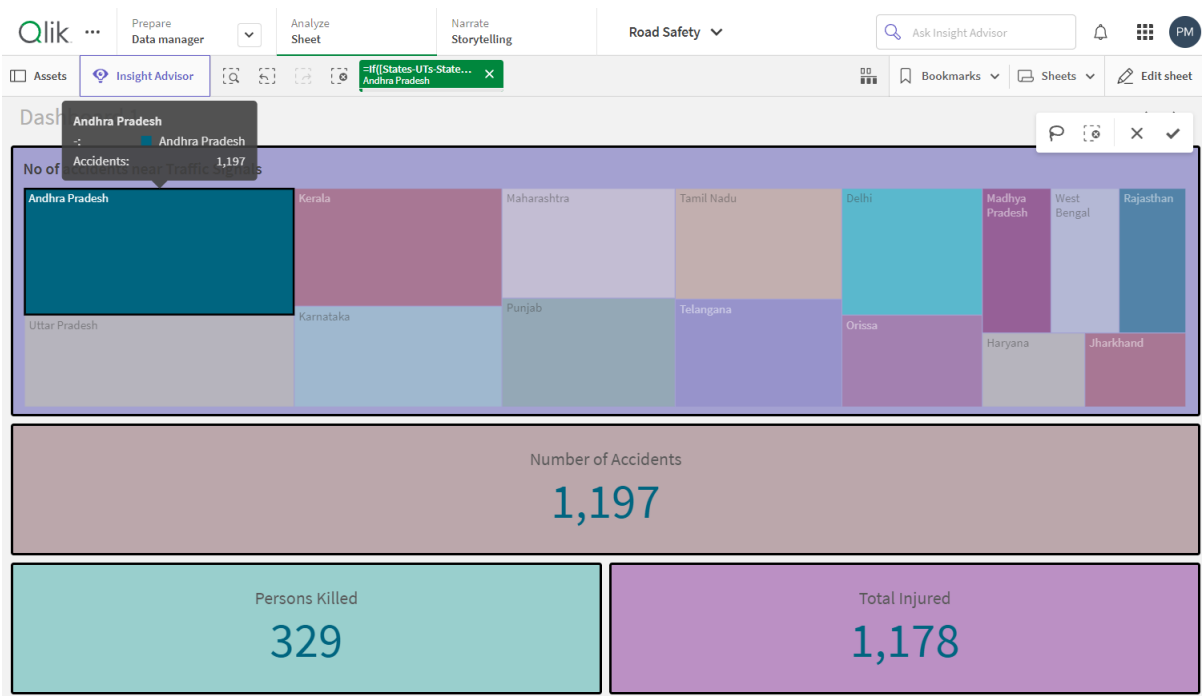 Qlik
Prepare
Data manager
Analyze
Sheet
Narrate
Storytelling
Road Safety
Ask Insight Advisor
PM
Assets
Insight Advisor
=If([States-UTs-State...
Andhra Pradesh
Bookmarks
Sheets
Edit sheet
Dash
Andhra Pradesh
-: Andhra Pradesh
Accidents: 1,197
No of accidents near Traffic Signals
Andhra Pradesh
Kerala
Maharashtra
Tamil Nadu
Delhi
Madhya
Pradesh
West
Bengal
Rajasthan
Uttar Pradesh
Karnataka
Punjab
Telangana
Orissa
Haryana
Jharkhand
Number of Accidents
1,197
Persons Killed
329
Total Injured
1,178